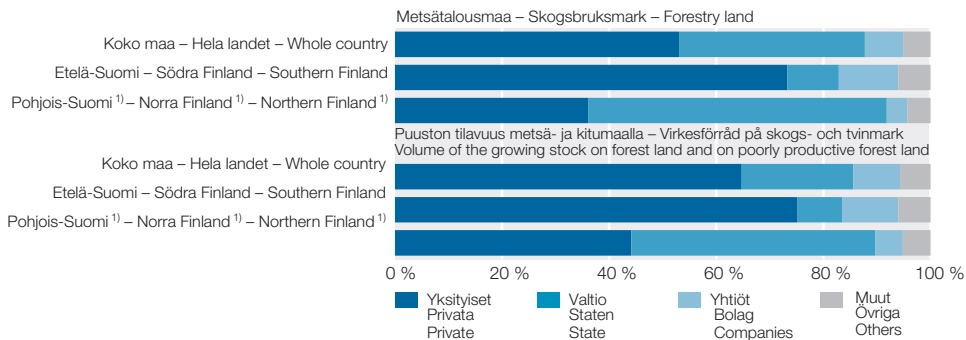 Metsätalousmaa – Skogsbruksmark – Forestry land
Koko maa – Hela landet – Whole country
Etelä-Suomi – Södra Finland – Southern Finland
Pohjois-Suomi 1) – Norra Finland 1) – Northern Finland 1)
Puuston tilavuus metsä- ja kitumaalla – Virkesförråd på skogs- och tvinmark
Volume of the growing stock on forest land and on poorly productive forest land
Koko maa – Hela landet – Whole country
Etelä-Suomi – Södra Finland – Southern Finland
Pohjois-Suomi 1) – Norra Finland 1) – Northern Finland 1)
0 % 20 % 40 % 60 % 80 % 100 %
Yksityiset
Privata
Private
Valtio
Staten
State
Yhtiöt
Bolag
Companies
Muut
Övriga
Others